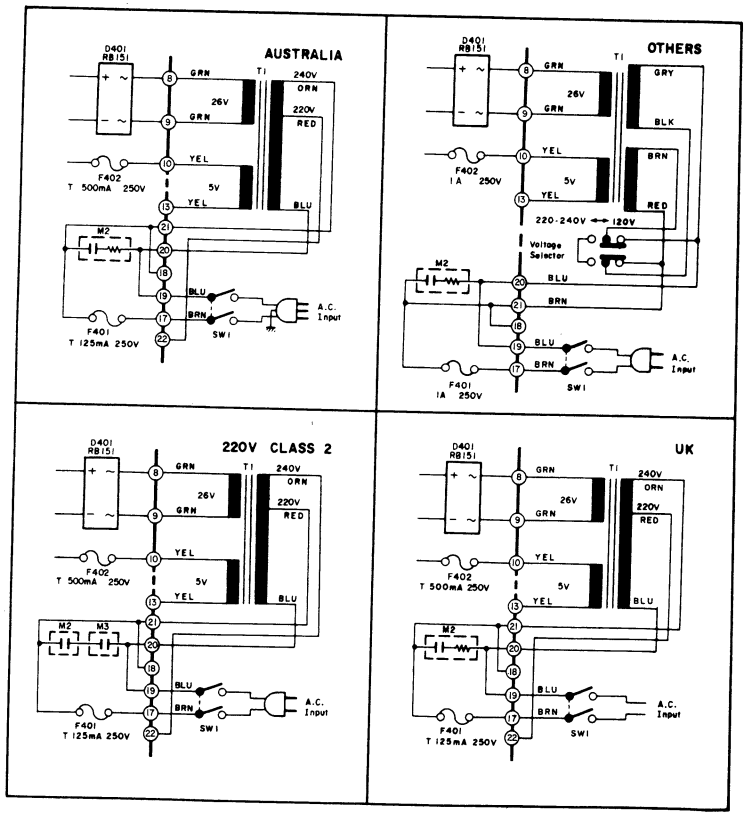 AUSTRALIA
D401
RB151
+ ~
− ~
8
GRN
26V
9
GRN
T1
240V
ORN
220V
RED
10
YEL
F402
T 500mA 250V
5V
13
YEL
BLU
21
M2
20
18
19
BLU
A.C.
Input
F401
T 125mA 250V
17
BRN
SW1
22
OTHERS
D401
RB151
+ ~
− ~
8
GRN
26V
9
GRN
T1
GRY
BLK
BRN
10
YEL
F402
1A 250V
5V
13
YEL
RED
220-240V
120V
Voltage
Selector
M2
20
BLU
21
BRN
18
19
BLU
A.C.
Input
F401
1A 250V
17
BRN
SW1
220V CLASS 2
D401
RB151
+ ~
− ~
8
GRN
26V
9
GRN
T1
240V
ORN
220V
RED
10
YEL
F402
T 500mA 250V
5V
13
YEL
BLU
21
M2 M3
20
18
19
BLU
A.C.
Input
F401
T 125mA 250V
17
BRN
SW1
22
UK
D401
RB151
+ ~
− ~
8
GRN
26V
9
GRN
T1
240V
ORN
220V
RED
10
YEL
F402
T 500mA 250V
5V
13
YEL
BLU
21
M2
20
18
19
BLU
A.C.
Input
F401
T 125mA 250V
17
BRN
SW1
22